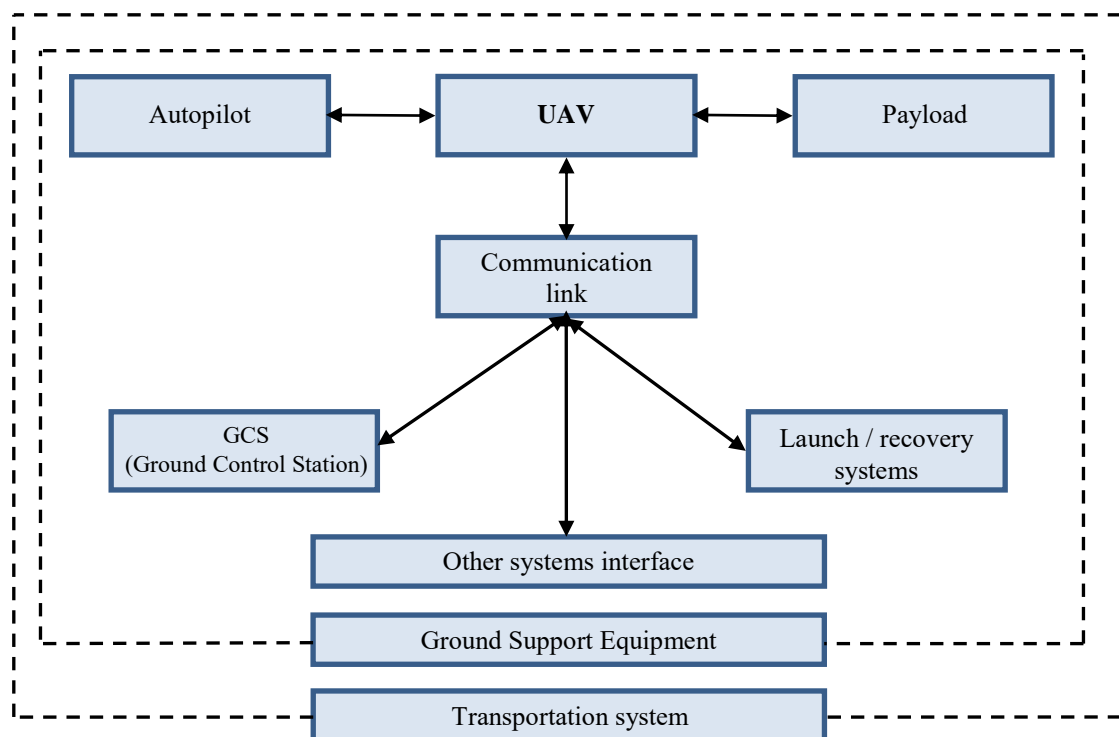 Autopilot
UAV
Payload
Communication
link
GCS
(Ground Control Station)
Launch / recovery
systems
Other systems interface
Ground Support Equipment
Transportation system